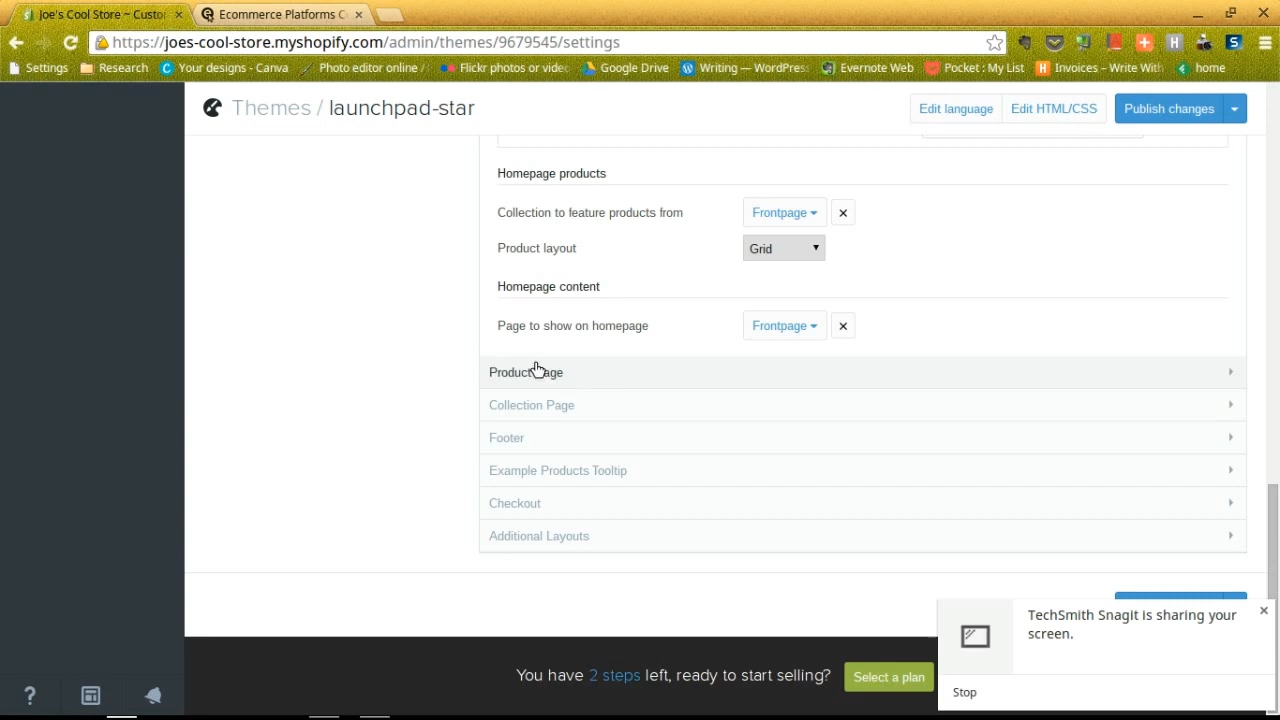 Joe's Cool Store ~ Custor
Ecommerce Platforms C
https://joes-cool-store.myshopify.com/admin/themes/9679545/settings
Settings
Research
Your designs - Canva
Photo editor online /
Flickr photos or video
Google Drive
Writing — WordPres
Evernote Web
Pocket : My List
Invoices – Write With
home
Themes / launchpad-star
Edit language
Edit HTML/CSS
Publish changes
Homepage products
Collection to feature products from
Frontpage
Product layout
Grid
Homepage content
Page to show on homepage
Frontpage
Product Page
Collection Page
Footer
Example Products Tooltip
Checkout
Additional Layouts
TechSmith Snagit is sharing your
screen.
Stop
You have 2 steps left, ready to start selling?
Select a plan